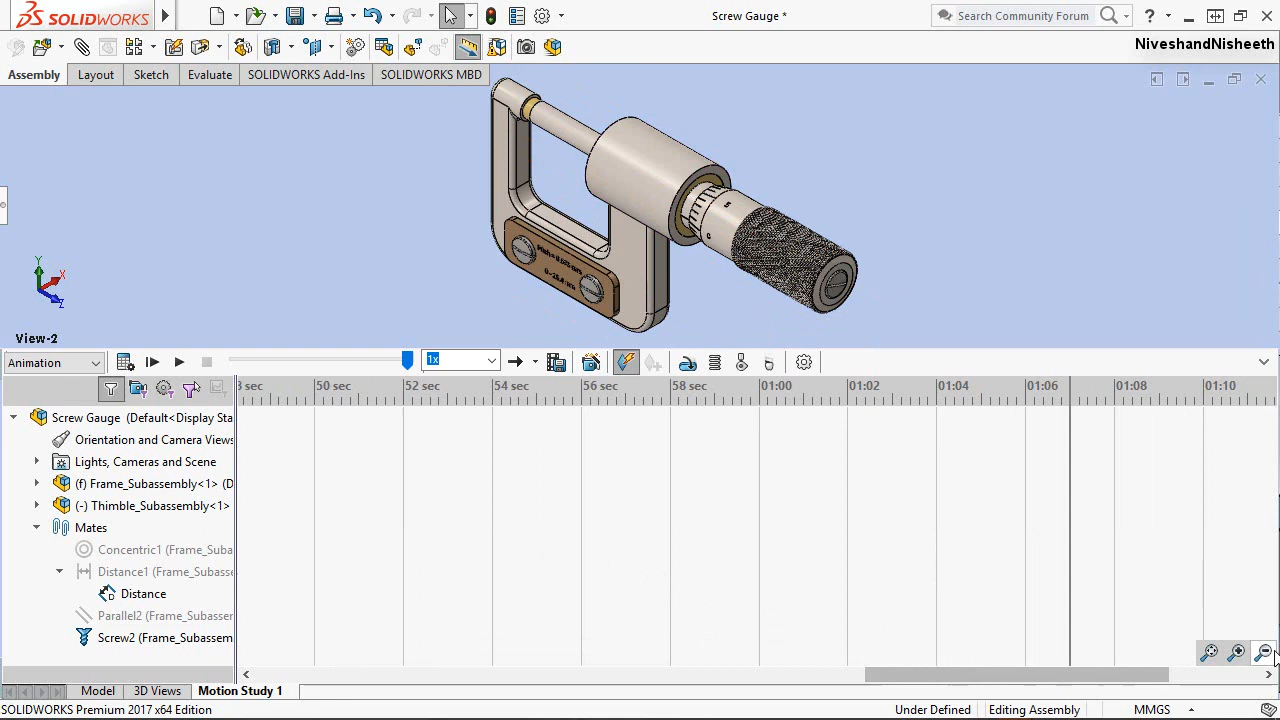 SOLIDWORKS
Screw Gauge *
Search Community Forum
?
NiveshandNisheeth
Assembly
Layout
Sketch
Evaluate
SOLIDWORKS Add-Ins
SOLIDWORKS MBD
5
0
Y
X
Z
View-2
Animation
1x
3 sec
50 sec
52 sec
54 sec
56 sec
58 sec
01:00
01:02
01:04
01:06
01:08
01:10
Screw Gauge (Default<Display Sta
Orientation and Camera Views
Lights, Cameras and Scene
(f) Frame_Subassembly<1> (D
(-) Thimble_Subassembly<1>
Mates
Concentric1 (Frame_Suba
Distance1 (Frame_Subasse
Distance
Parallel2 (Frame_Subasser
Screw2 (Frame_Subassem
Model
3D Views
Motion Study 1
SOLIDWORKS Premium 2017 x64 Edition
Under Defined
Editing Assembly
MMGS